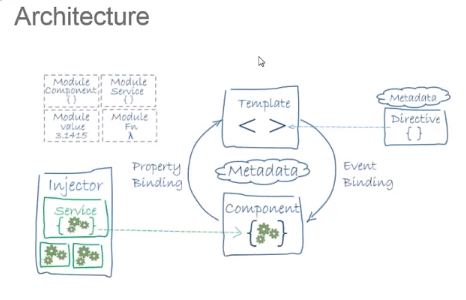 Architecture
Module
Component
{ }
Module
Service
{ }
Module
value
3.1415
Module
Fn
λ
Template
< >
Metadata
Directive
{ }
Property
Binding
Metadata
Event
Binding
Injector
Service
{ }
Component
{ }